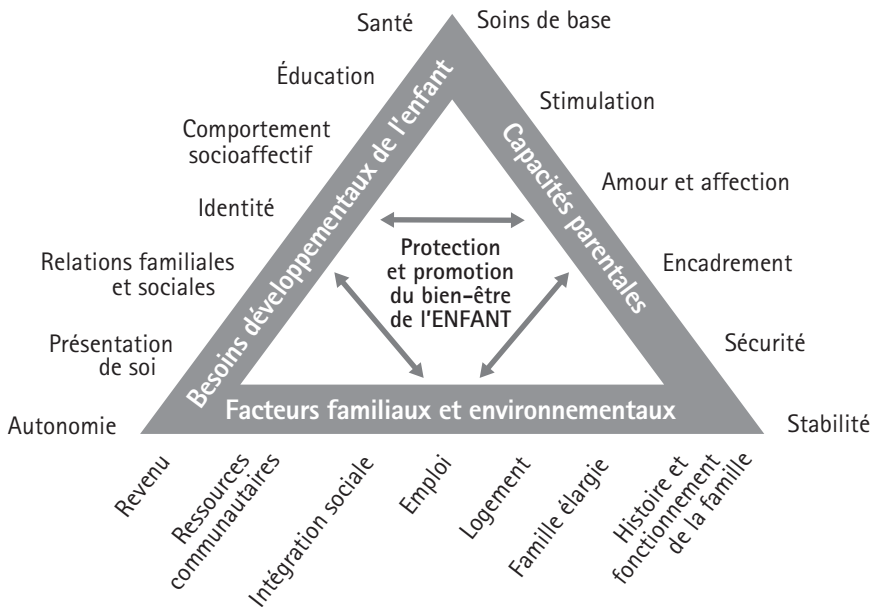 Santé
Soins de base
Éducation
Stimulation
Comportement
socioaffectif
Amour et affection
Identité
Encadrement
Relations familiales
et sociales
Sécurité
Présentation
de soi
Stabilité
Autonomie
Besoins développementaux de l'enfant
Capacités parentales
Protection
et promotion
du bien-être
de l'ENFANT
Facteurs familiaux et environnementaux
Revenu
Ressources
communautaires
Intégration sociale
Emploi
Logement
Famille élargie
Histoire et
fonctionnement
de la famille